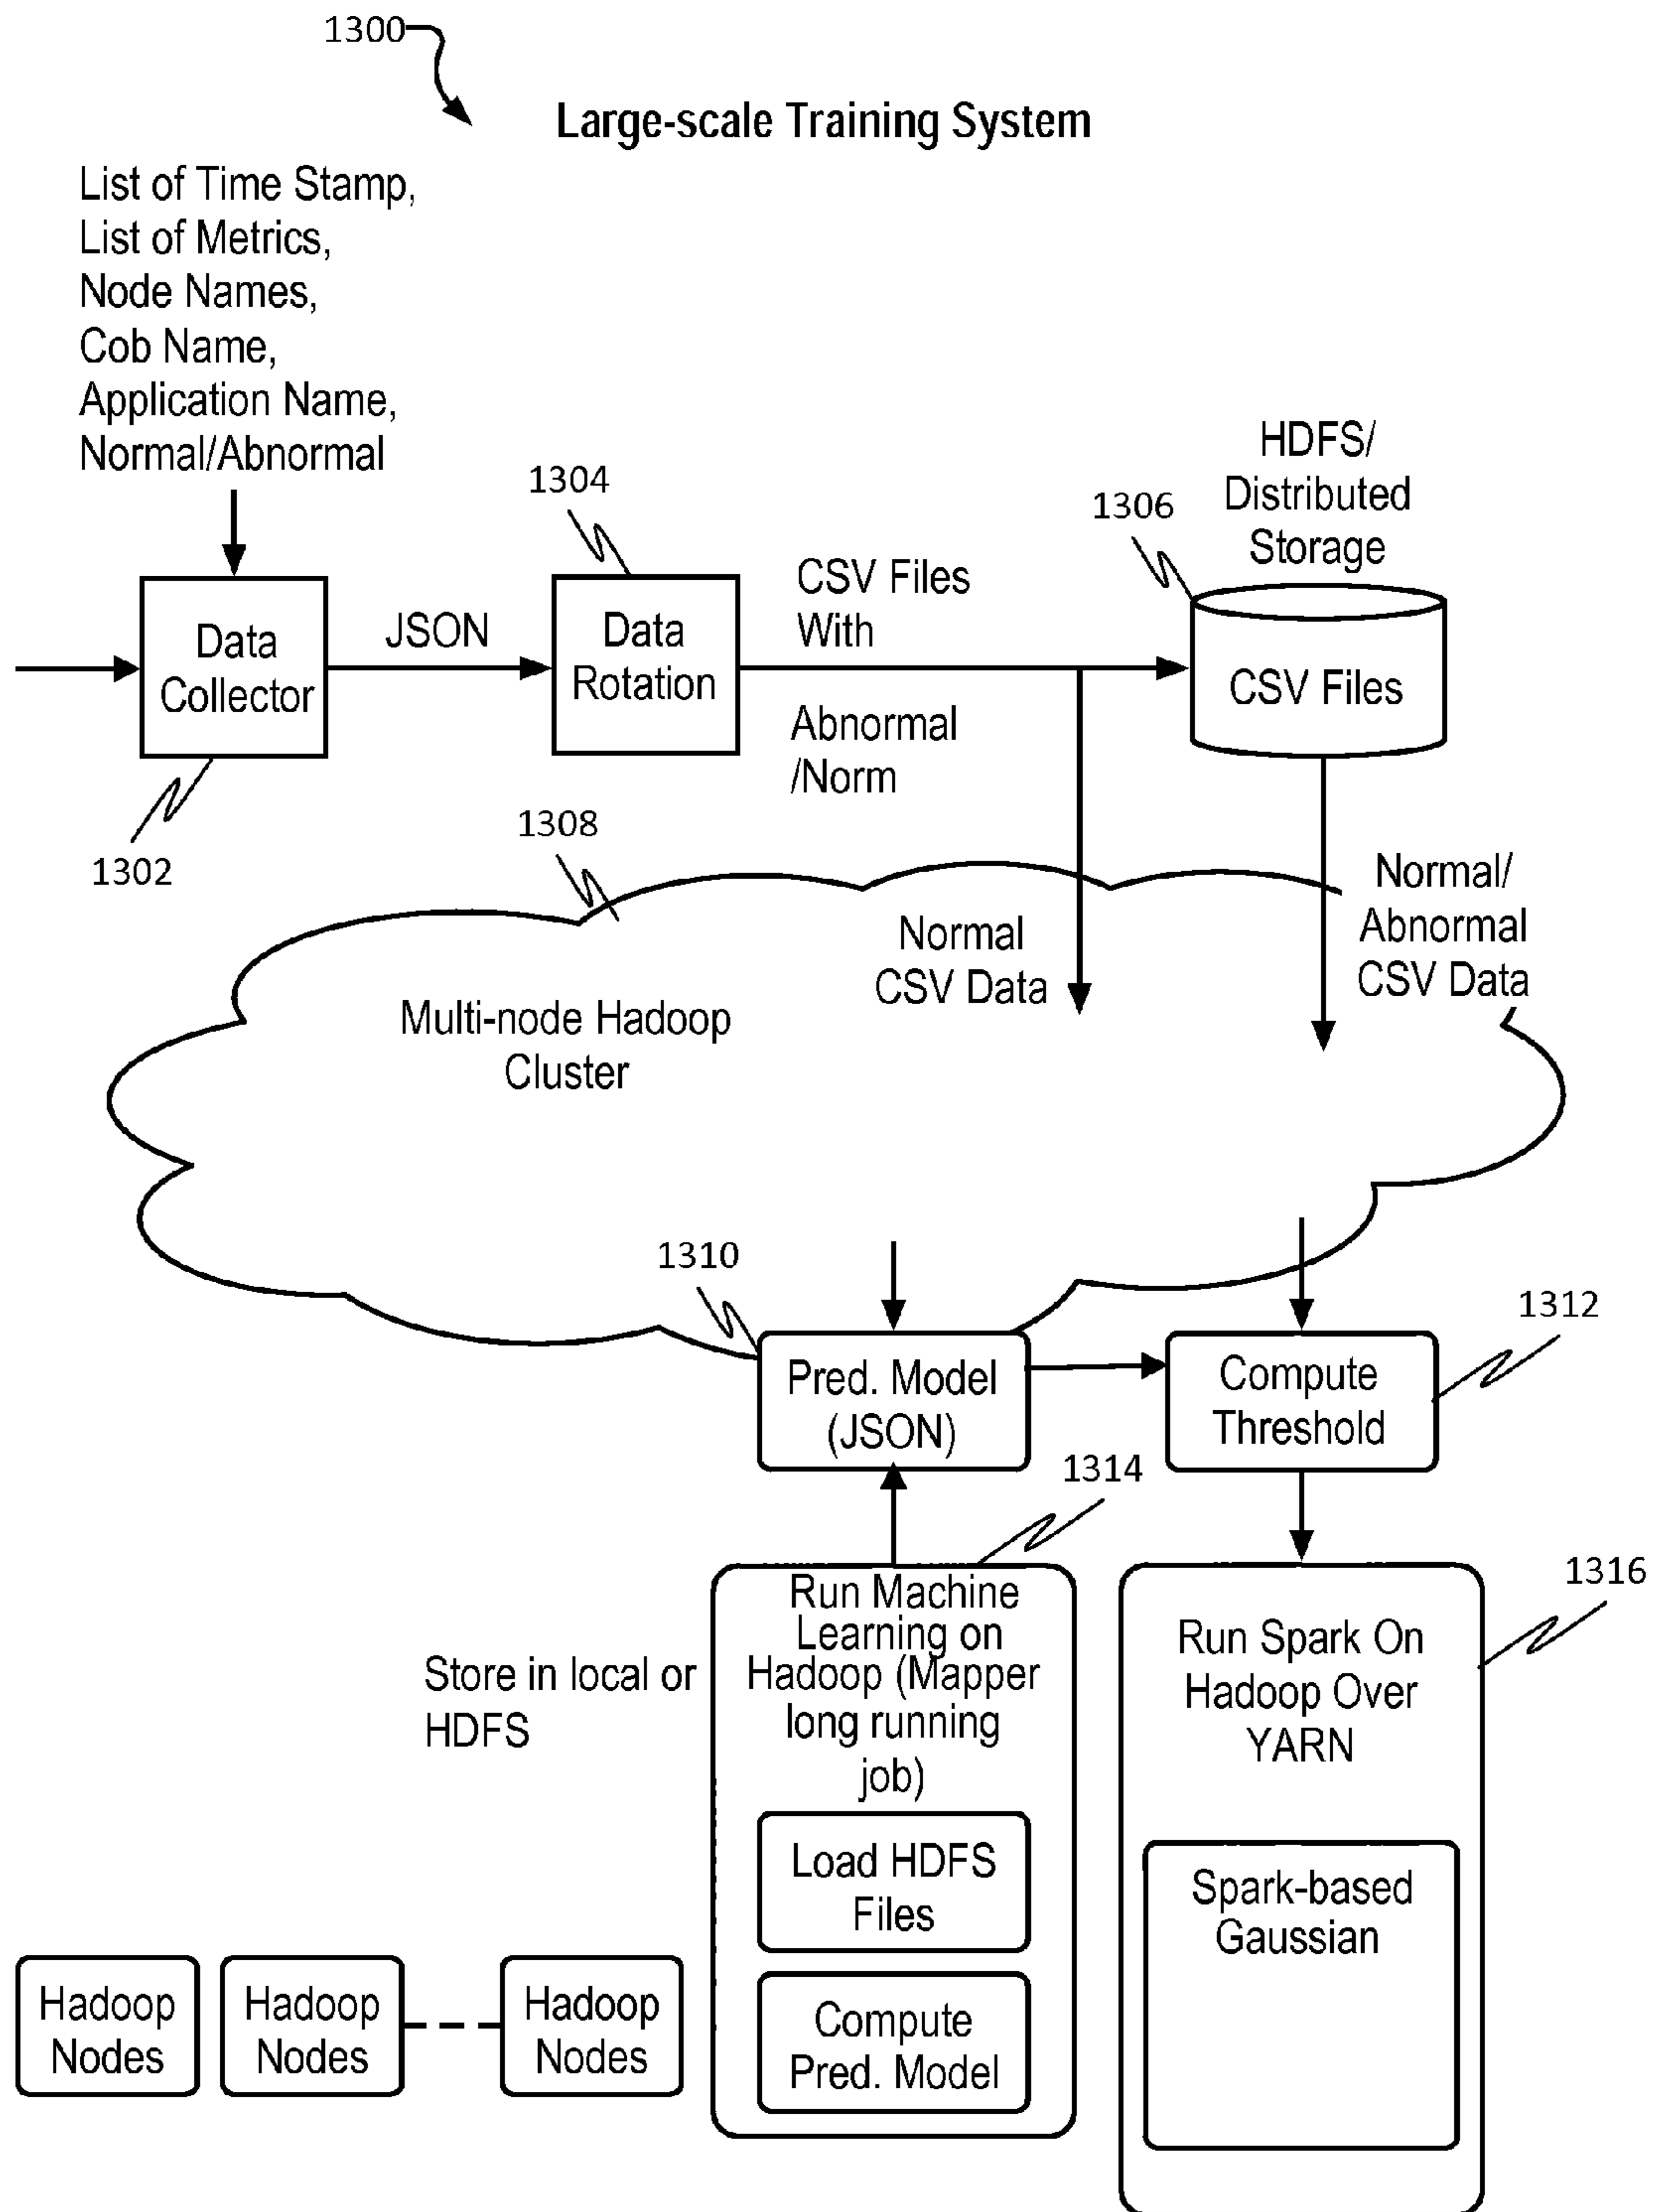 1300
Large-scale Training System
List of Time Stamp,
List of Metrics,
Node Names,
Cob Name,
Application Name,
Normal/Abnormal
1304
1306
HDFS/
Distributed
Storage
Data
Collector
JSON
Data
Rotation
CSV Files
With
Abnormal
/Norm
CSV Files
1302
1308
Normal
CSV Data
Normal/
Abnormal
CSV Data
Multi-node Hadoop
Cluster
1310
1312
Pred. Model
(JSON)
Compute
Threshold
1314
1316
Store in local or
HDFS
Run Machine
Learning on
Hadoop (Mapper
long running
job)
Load HDFS
Files
Compute
Pred. Model
Run Spark On
Hadoop Over
YARN
Spark-based
Gaussian
Hadoop
Nodes
Hadoop
Nodes
Hadoop
Nodes